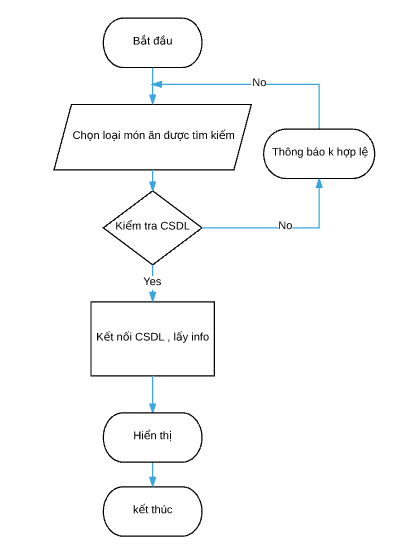 Bắt đầu
No
Chọn loại món ăn được tìm kiếm
Thông báo k hợp lệ
Kiểm tra CSDL
No
Yes
Kết nối CSDL , lấy info
Hiển thị
kết thúc